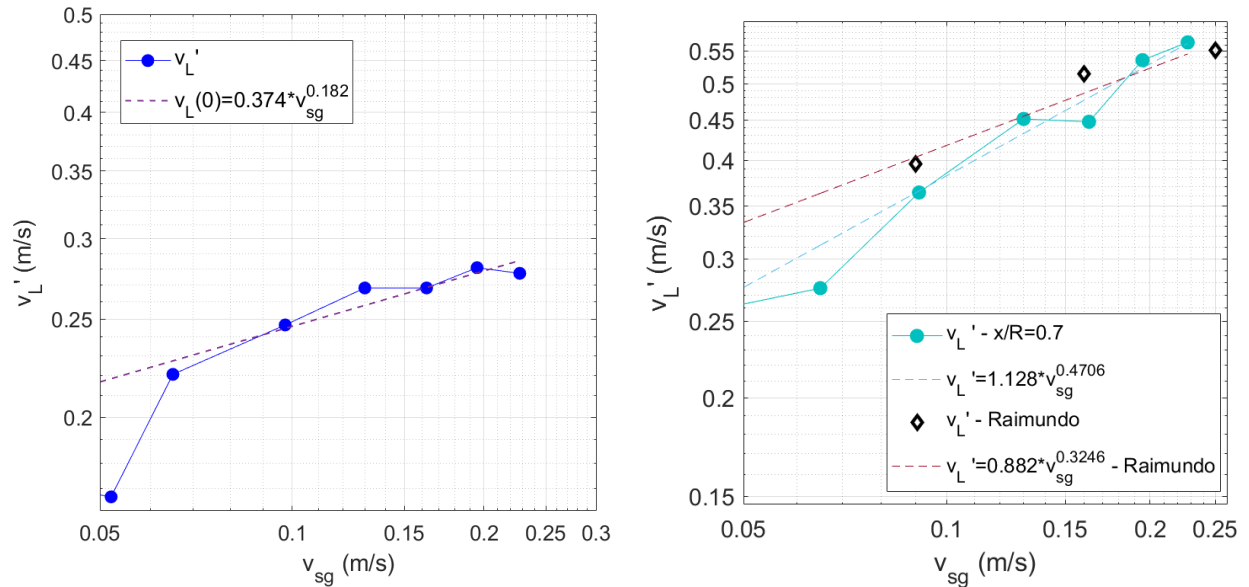 0.5
0.45
0.4
0.35
0.3
0.25
0.2
v_L' (m/s)
v_L'
v_L(0)=0.374*v_sg^0.182
0.05 0.1 0.15 0.2 0.25 0.3
v_sg (m/s)
0.55
0.5
0.45
0.4
0.35
0.3
0.25
0.2
0.15
v_L' (m/s)
v_L ' - x/R=0.7
v_L '=1.128*v_sg^0.4706
v_L' - Raimundo
v_L '=0.882*v_sg^0.3246 - Raimundo
0.05 0.1 0.15 0.2 0.25
v_sg (m/s)